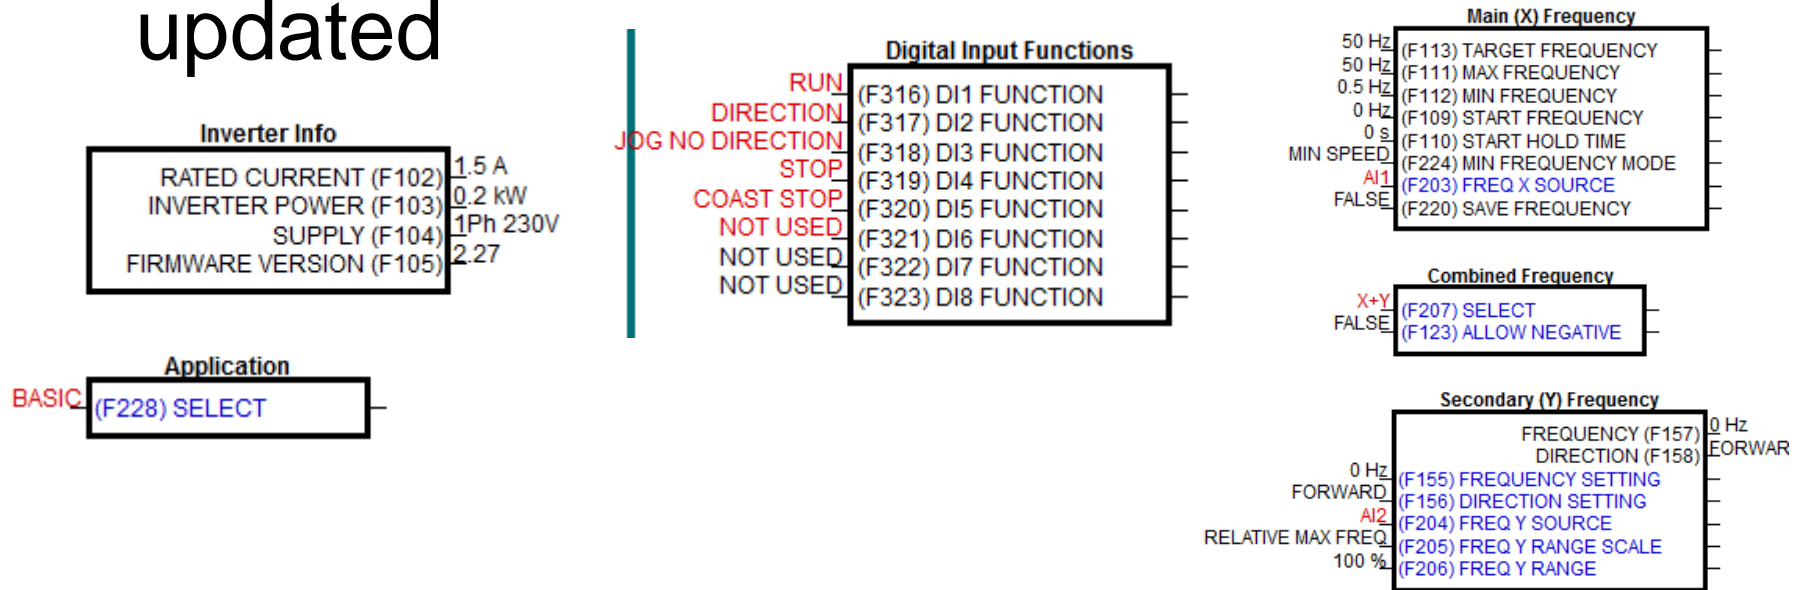 updated
Inverter Info
RATED CURRENT (F102) 1.5 A
INVERTER POWER (F103) 0.2 kW
SUPPLY (F104) 1Ph 230V
FIRMWARE VERSION (F105) 2.27
Application
BASIC (F228) SELECT
Digital Input Functions
RUN (F316) DI1 FUNCTION
DIRECTION (F317) DI2 FUNCTION
JOG NO DIRECTION (F318) DI3 FUNCTION
STOP (F319) DI4 FUNCTION
COAST STOP (F320) DI5 FUNCTION
NOT USED (F321) DI6 FUNCTION
NOT USED (F322) DI7 FUNCTION
NOT USED (F323) DI8 FUNCTION
Main (X) Frequency
50 Hz (F113) TARGET FREQUENCY
50 Hz (F111) MAX FREQUENCY
0.5 Hz (F112) MIN FREQUENCY
0 Hz (F109) START FREQUENCY
0 s (F110) START HOLD TIME
MIN SPEED (F224) MIN FREQUENCY MODE
AI1 (F203) FREQ X SOURCE
FALSE (F220) SAVE FREQUENCY
Combined Frequency
X+Y (F207) SELECT
FALSE (F123) ALLOW NEGATIVE
Secondary (Y) Frequency
FREQUENCY (F157) 0 Hz
DIRECTION (F158) FORWAR
0 Hz (F155) FREQUENCY SETTING
FORWARD (F156) DIRECTION SETTING
AI2 (F204) FREQ Y SOURCE
RELATIVE MAX FREQ (F205) FREQ Y RANGE SCALE
100 % (F206) FREQ Y RANGE